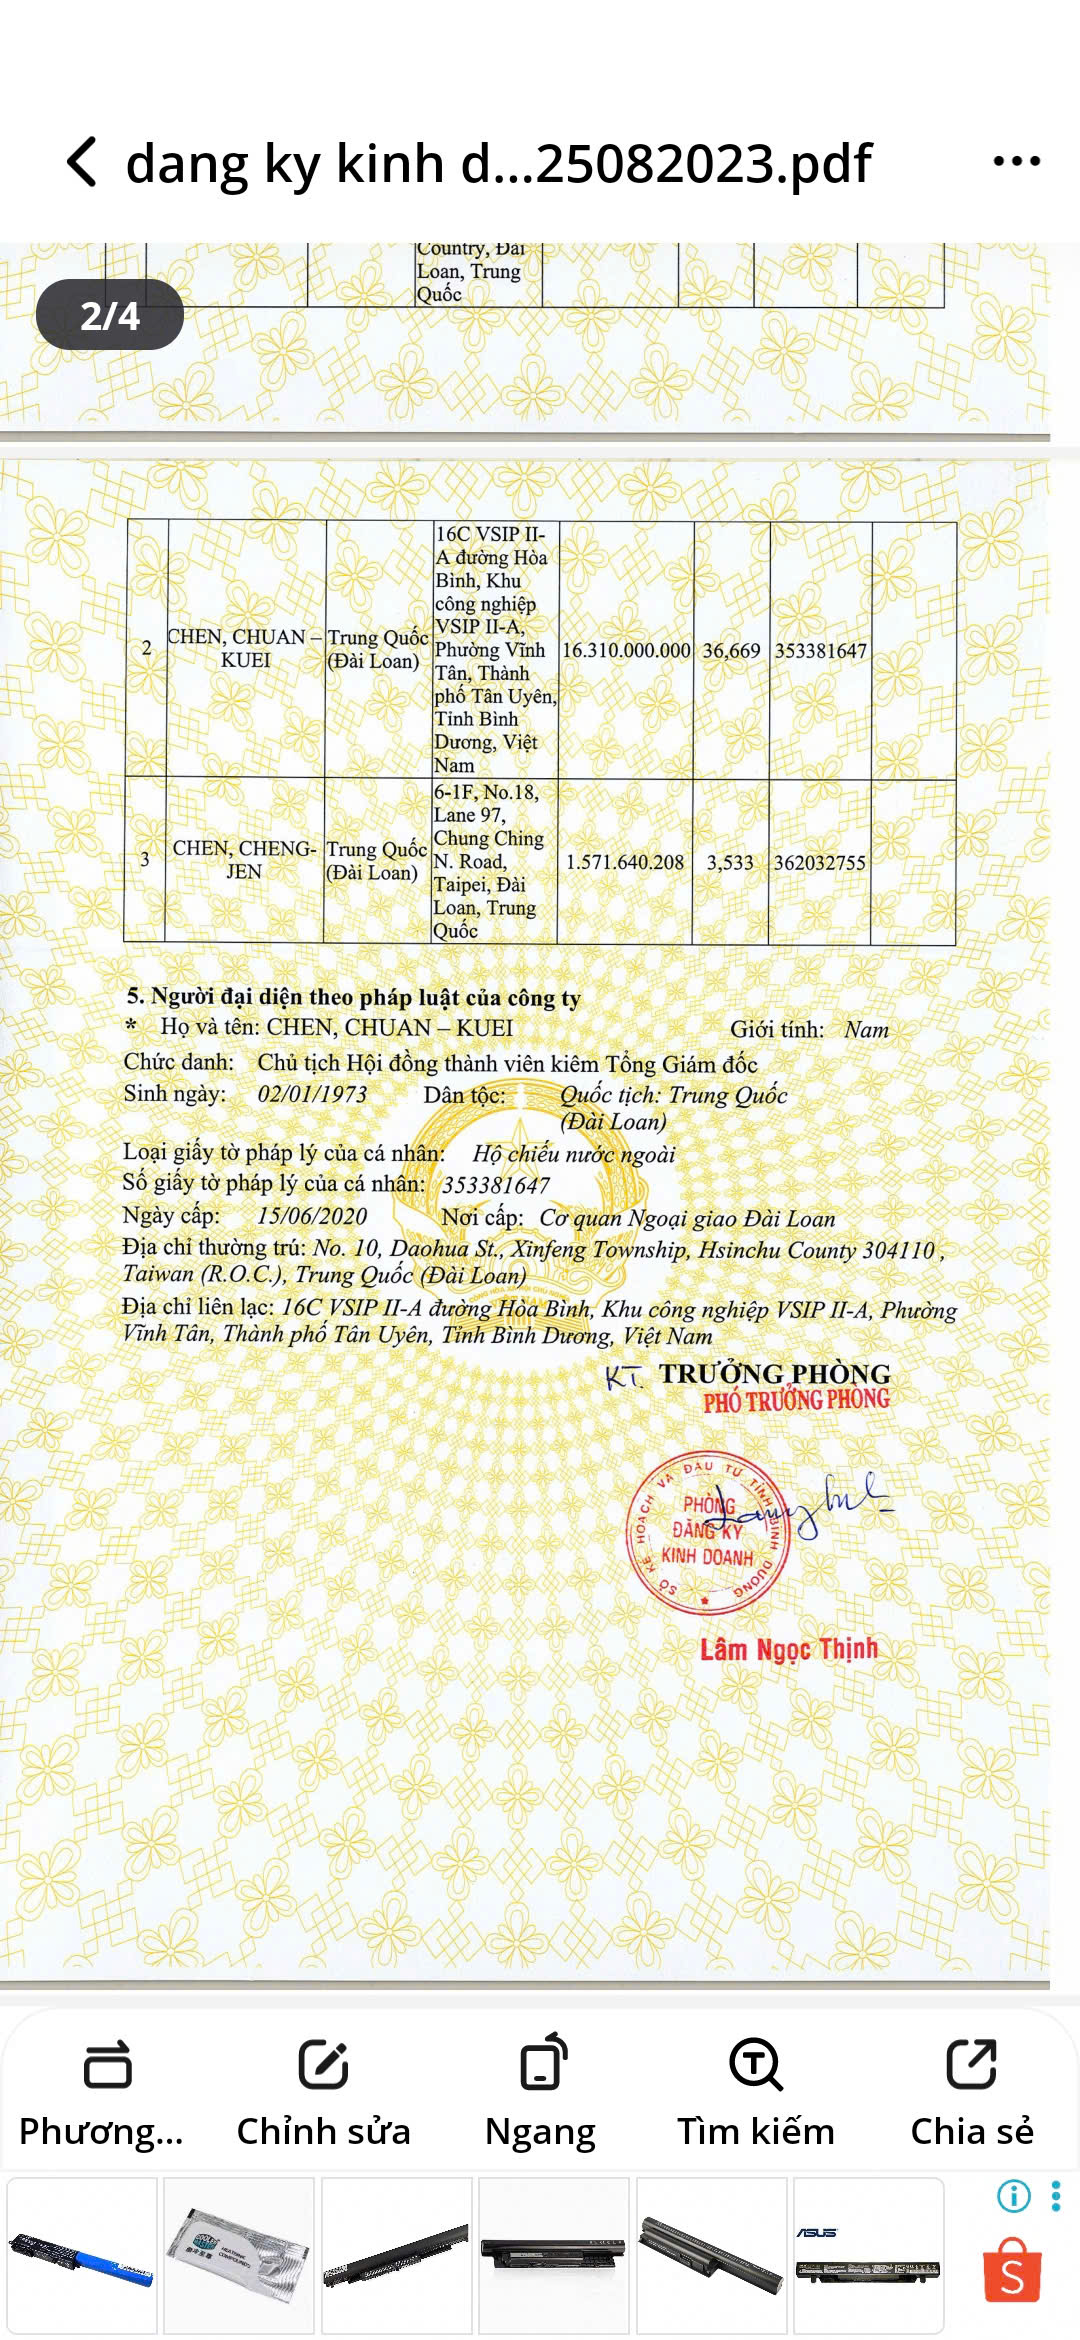 dang ky kinh d...25082023.pdf
Country, Đài
Loan, Trung
Quốc
2/4
2
CHEN, CHUAN –
KUEI
Trung Quốc
(Đài Loan)
16C VSIP II-
A đường Hòa
Bình, Khu
công nghiệp
VSIP II-A,
Phường Vĩnh
Tân, Thành
phố Tân Uyên,
Tỉnh Bình
Dương, Việt
Nam
16.310.000.000
36,669
353381647
3
CHEN, CHENG-
JEN
Trung Quốc
(Đài Loan)
6-1F, No.18,
Lane 97,
Chung Ching
N. Road,
Taipei, Đài
Loan, Trung
Quốc
1.571.640.208
3,533
362032755
5. Người đại diện theo pháp luật của công ty
* Họ và tên: CHEN, CHUAN – KUEI Giới tính: Nam
Chức danh: Chủ tịch Hội đồng thành viên kiêm Tổng Giám đốc
Sinh ngày: 02/01/1973 Dân tộc: Quốc tịch: Trung Quốc
(Đài Loan)
Loại giấy tờ pháp lý của cá nhân: Hộ chiếu nước ngoài
Số giấy tờ pháp lý của cá nhân: 353381647
Ngày cấp: 15/06/2020 Nơi cấp: Cơ quan Ngoại giao Đài Loan
Địa chỉ thường trú: No. 10, Daohua St., Xinfeng Township, Hsinchu County 304110 ,
Taiwan (R.O.C.), Trung Quốc (Đài Loan)
Địa chỉ liên lạc: 16C VSIP II-A đường Hòa Bình, Khu công nghiệp VSIP II-A, Phường
Vĩnh Tân, Thành phố Tân Uyên, Tỉnh Bình Dương, Việt Nam
KT. TRƯỞNG PHÒNG
PHÓ TRƯỞNG PHÒNG
SỞ KẾ HOẠCH VÀ ĐẦU TƯ TỈNH BÌNH DƯƠNG
PHÒNG
ĐĂNG KÝ
KINH DOANH
Lâm Ngọc Thịnh
Phương...
Chỉnh sửa
Ngang
Tìm kiếm
Chia sẻ
ASUS